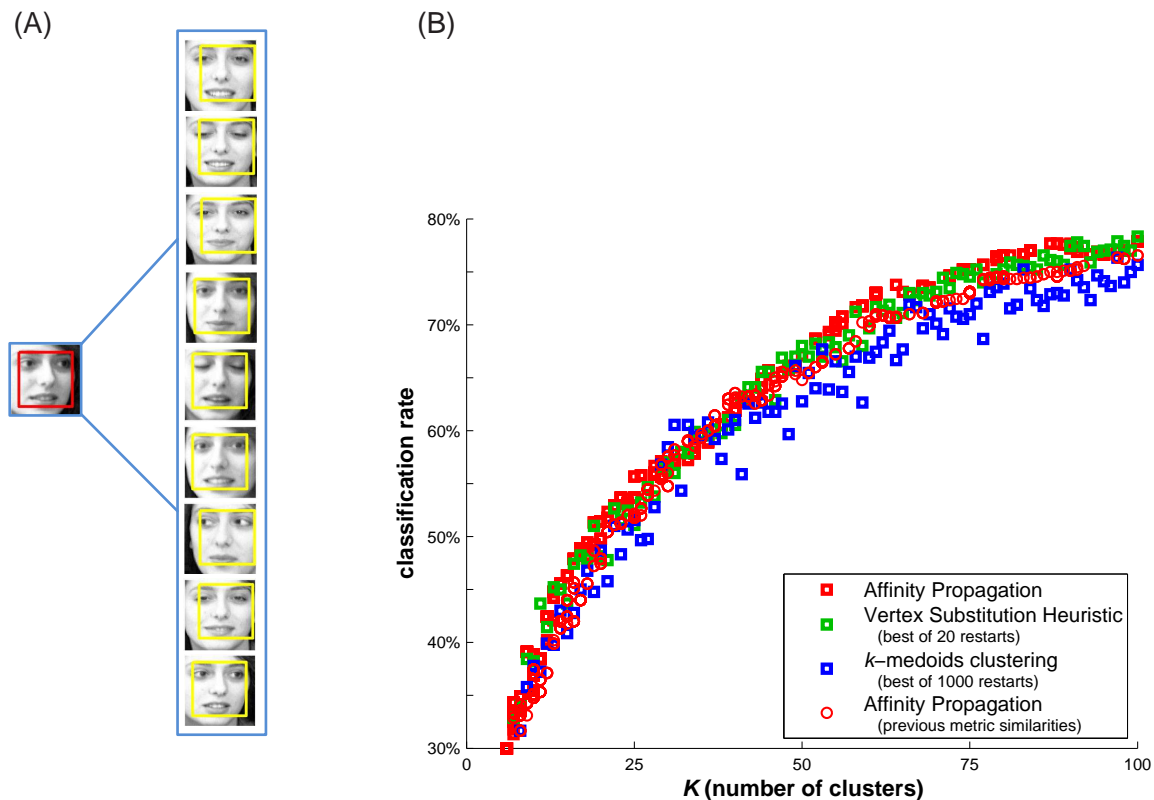 (A)
(B)
80%
70%
60%
50%
40%
30%
classification rate
0
25
50
75
100
K (number of clusters)
Affinity Propagation
Vertex Substitution Heuristic
(best of 20 restarts)
k–medoids clustering
(best of 1000 restarts)
Affinity Propagation
(previous metric similarities)